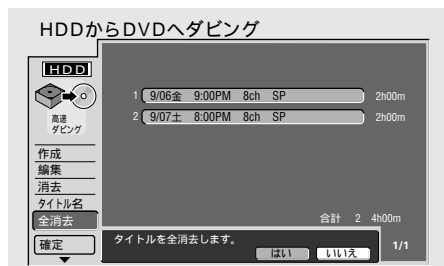 HDDからDVDへダビング
HDD
高速
ダビング
1 9/06金 9:00PM 8ch SP 2h00m
2 9/07土 8:00PM 8ch SP 2h00m
作成
編集
消去
タイトル名
全消去
合計 2 4h00m
確定
タイトルを全消去します。
はい いいえ 1/1